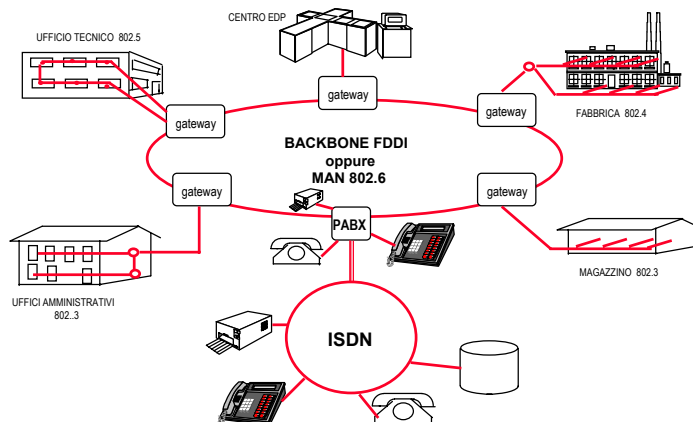 UFFICIO TECNICO 802.5
CENTRO EDP
gateway
gateway
gateway
FABBRICA 802.4
BACKBONE FDDI
oppure
MAN 802.6
gateway
gateway
PABX
UFFICI AMMINISTRATIVI
802..3
MAGAZZINO 802.3
ISDN